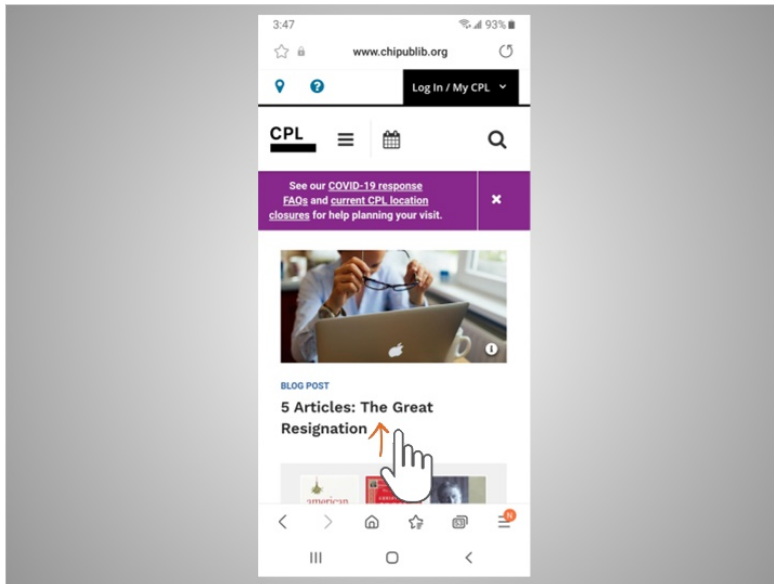 3:47 93%
www.chipublib.org
Log In / My CPL
CPL
See our COVID-19 response
FAQs and current CPL location
closures for help planning your visit.
BLOG POST
5 Articles: The Great
Resignation
american
N